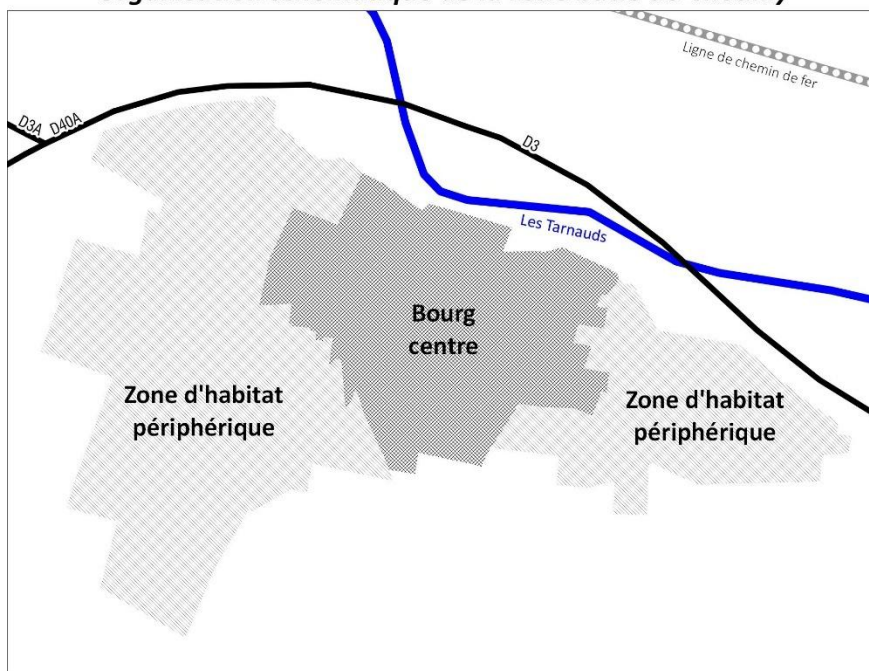 Ligne de chemin de fer
D3A
D40A
D3
Les Tarnauds
Bourg
centre
Zone d'habitat
périphérique
Zone d'habitat
périphérique